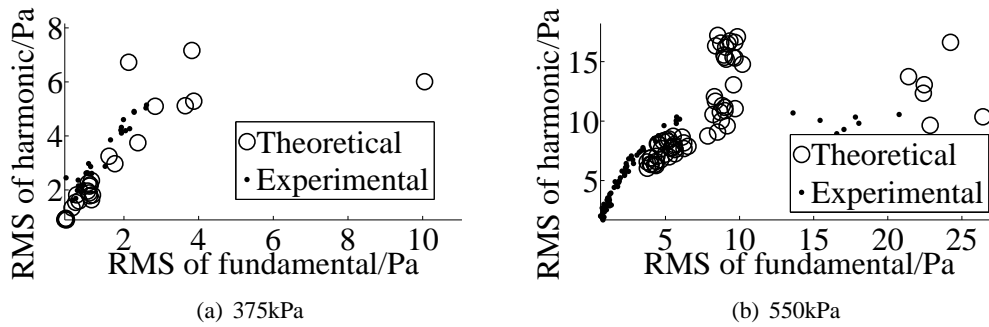 RMS of harmonic/Pa
8
6
4
2
Theoretical
Experimental
2 4 6 8 10
RMS of fundamental/Pa
(a) 375kPa
RMS of harmonic/Pa
15
10
5
Theoretical
Experimental
5 10 15 20 25
RMS of fundamental/Pa
(b) 550kPa